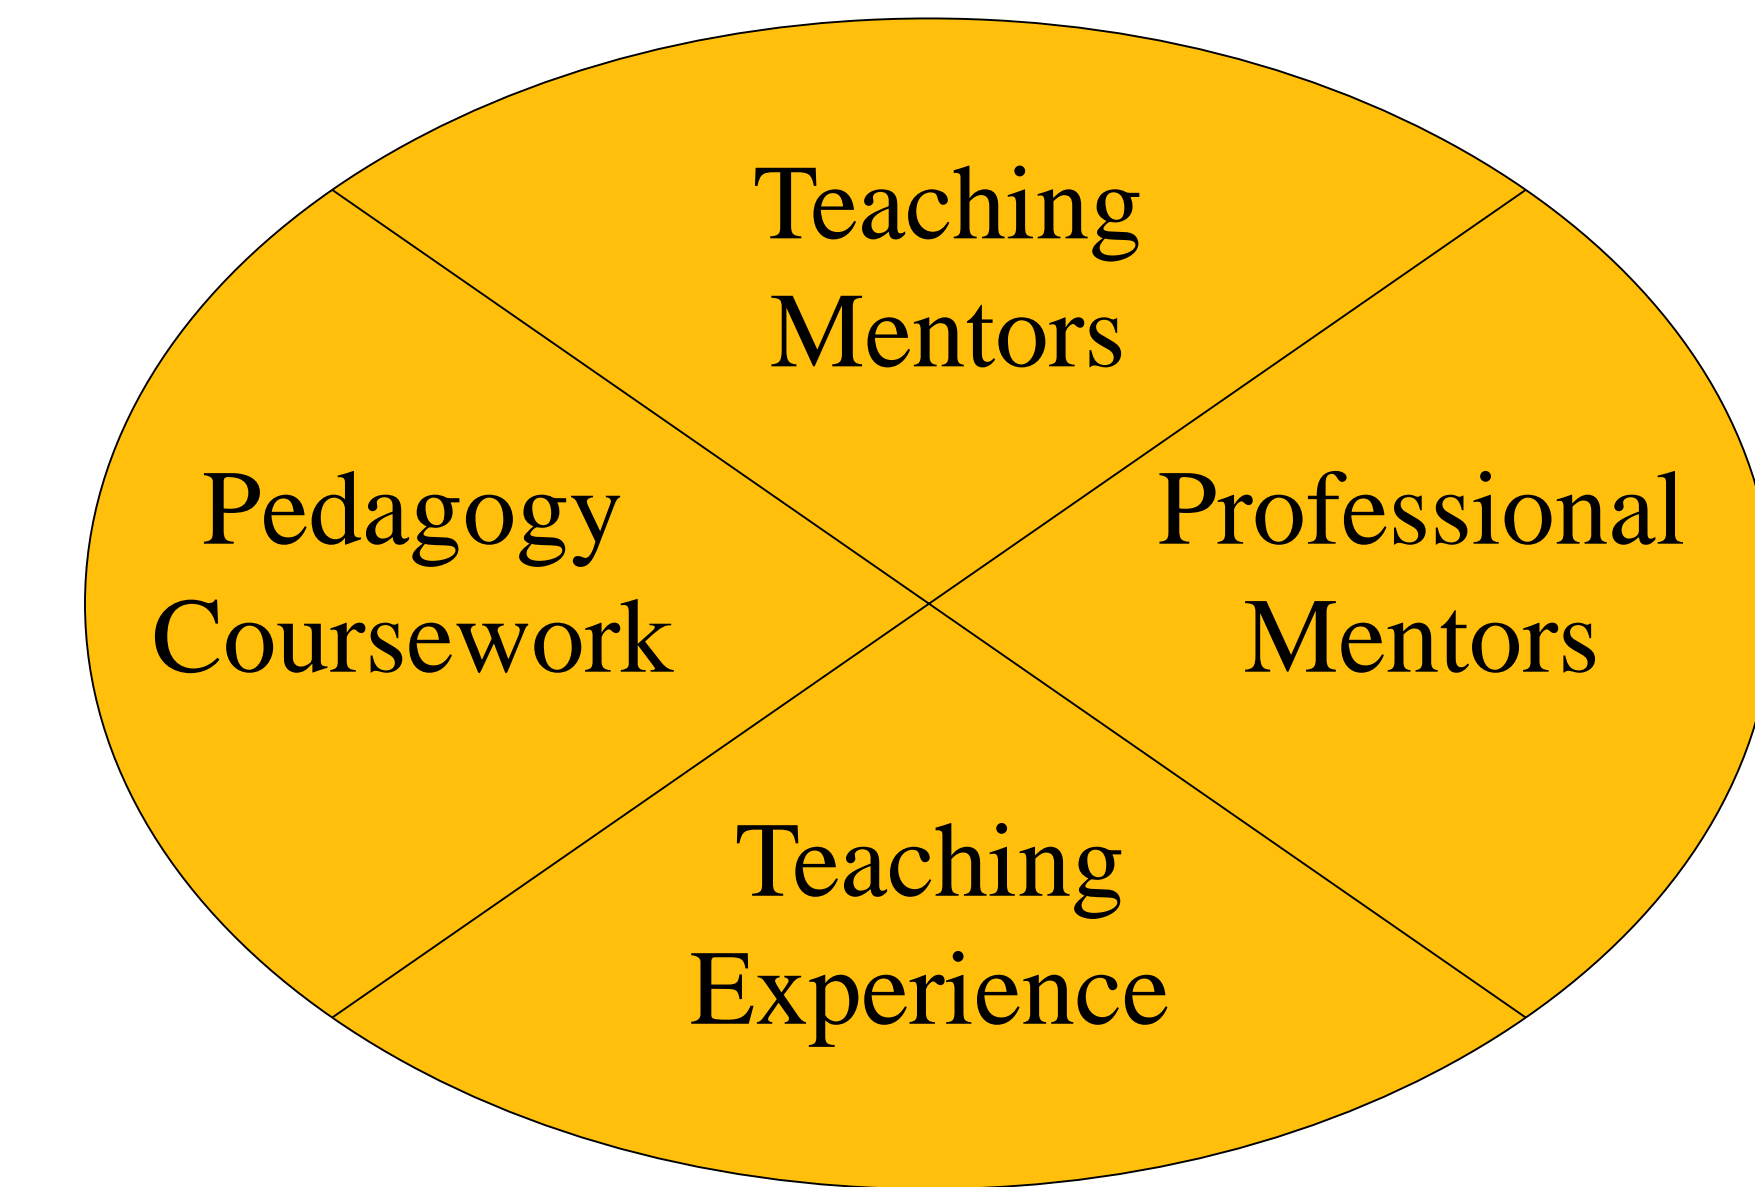 Teaching
Mentors
Pedagogy
Coursework
Professional
Mentors
Teaching
Experience